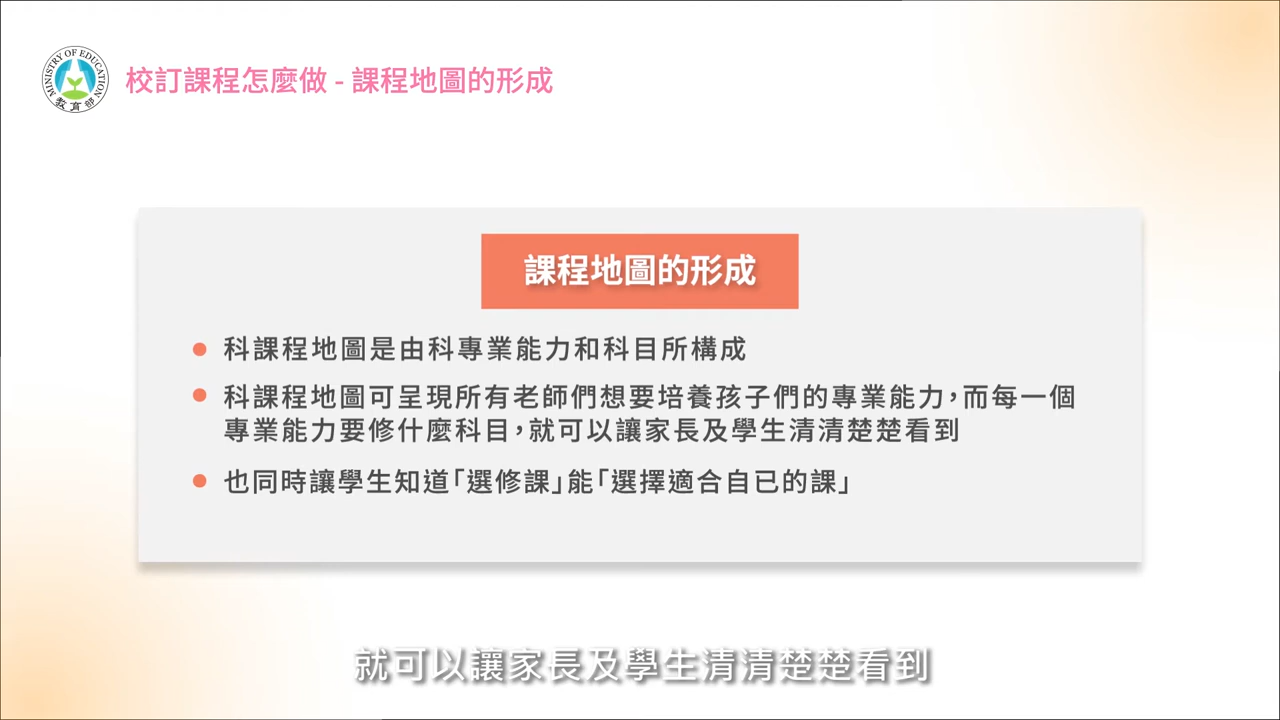 MINISTRY OF EDUCATION
教育部
校訂課程怎麼做 - 課程地圖的形成
課程地圖的形成
科課程地圖是由科專業能力和科目所構成
科課程地圖可呈現所有老師們想要培養孩子們的專業能力，而每一個
專業能力要修什麼科目，就可以讓家長及學生清清楚楚看到
也同時讓學生知道「選修課」能「選擇適合自已的課」
就可以讓家長及學生清清楚楚看到